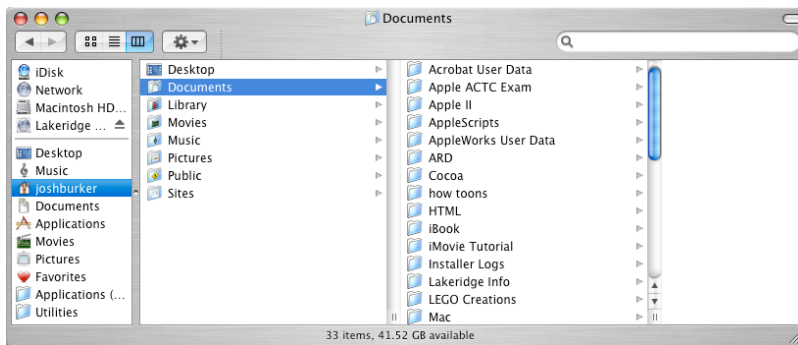 Documents
iDisk
Network
Macintosh HD...
Lakeridge ...
Desktop
Music
joshburker
Documents
Applications
Movies
Pictures
Favorites
Applications (...
Utilities
Desktop
Documents
Library
Movies
Music
Pictures
Public
Sites
Acrobat User Data
Apple ACTC Exam
Apple II
AppleScripts
AppleWorks User Data
ARD
Cocoa
how toons
HTML
iBook
iMovie Tutorial
Installer Logs
Lakeridge Info
LEGO Creations
Mac
33 items, 41.52 GB available